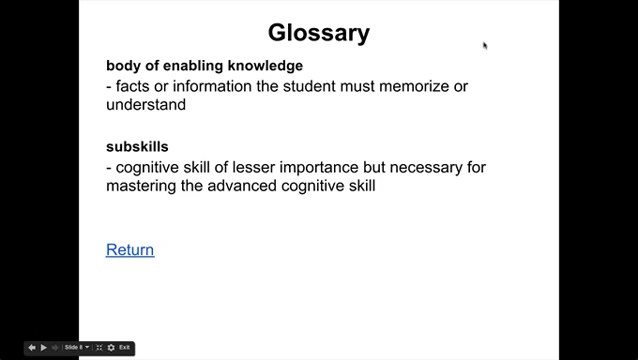 Glossary
body of enabling knowledge
- facts or information the student must memorize or
understand
subskills
- cognitive skill of lesser importance but necessary for
mastering the advanced cognitive skill
Return
Slide 8
Exit